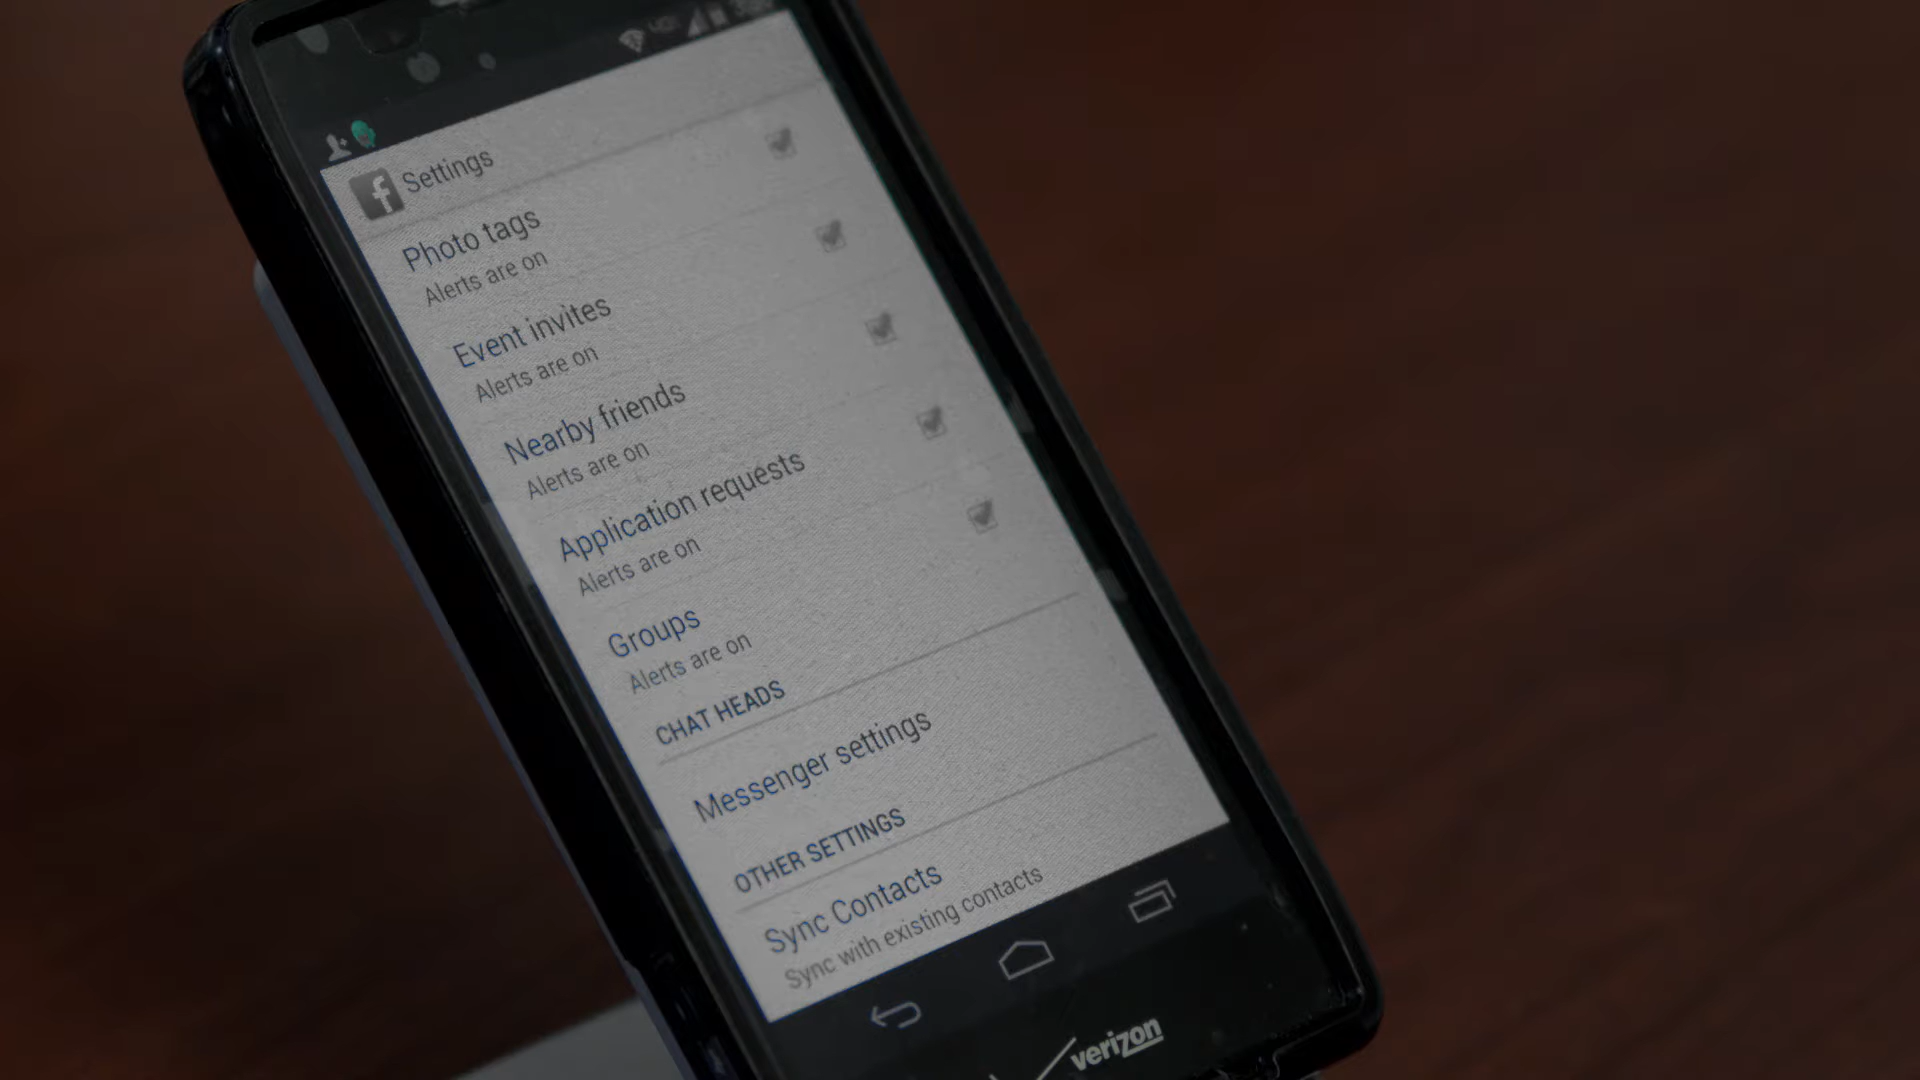 Settings
Photo tags
Alerts are on
Event invites
Alerts are on
Nearby friends
Alerts are on
Application requests
Alerts are on
Groups
Alerts are on
CHAT HEADS
Messenger settings
OTHER SETTINGS
Sync Contacts
Sync with existing contacts
verizon